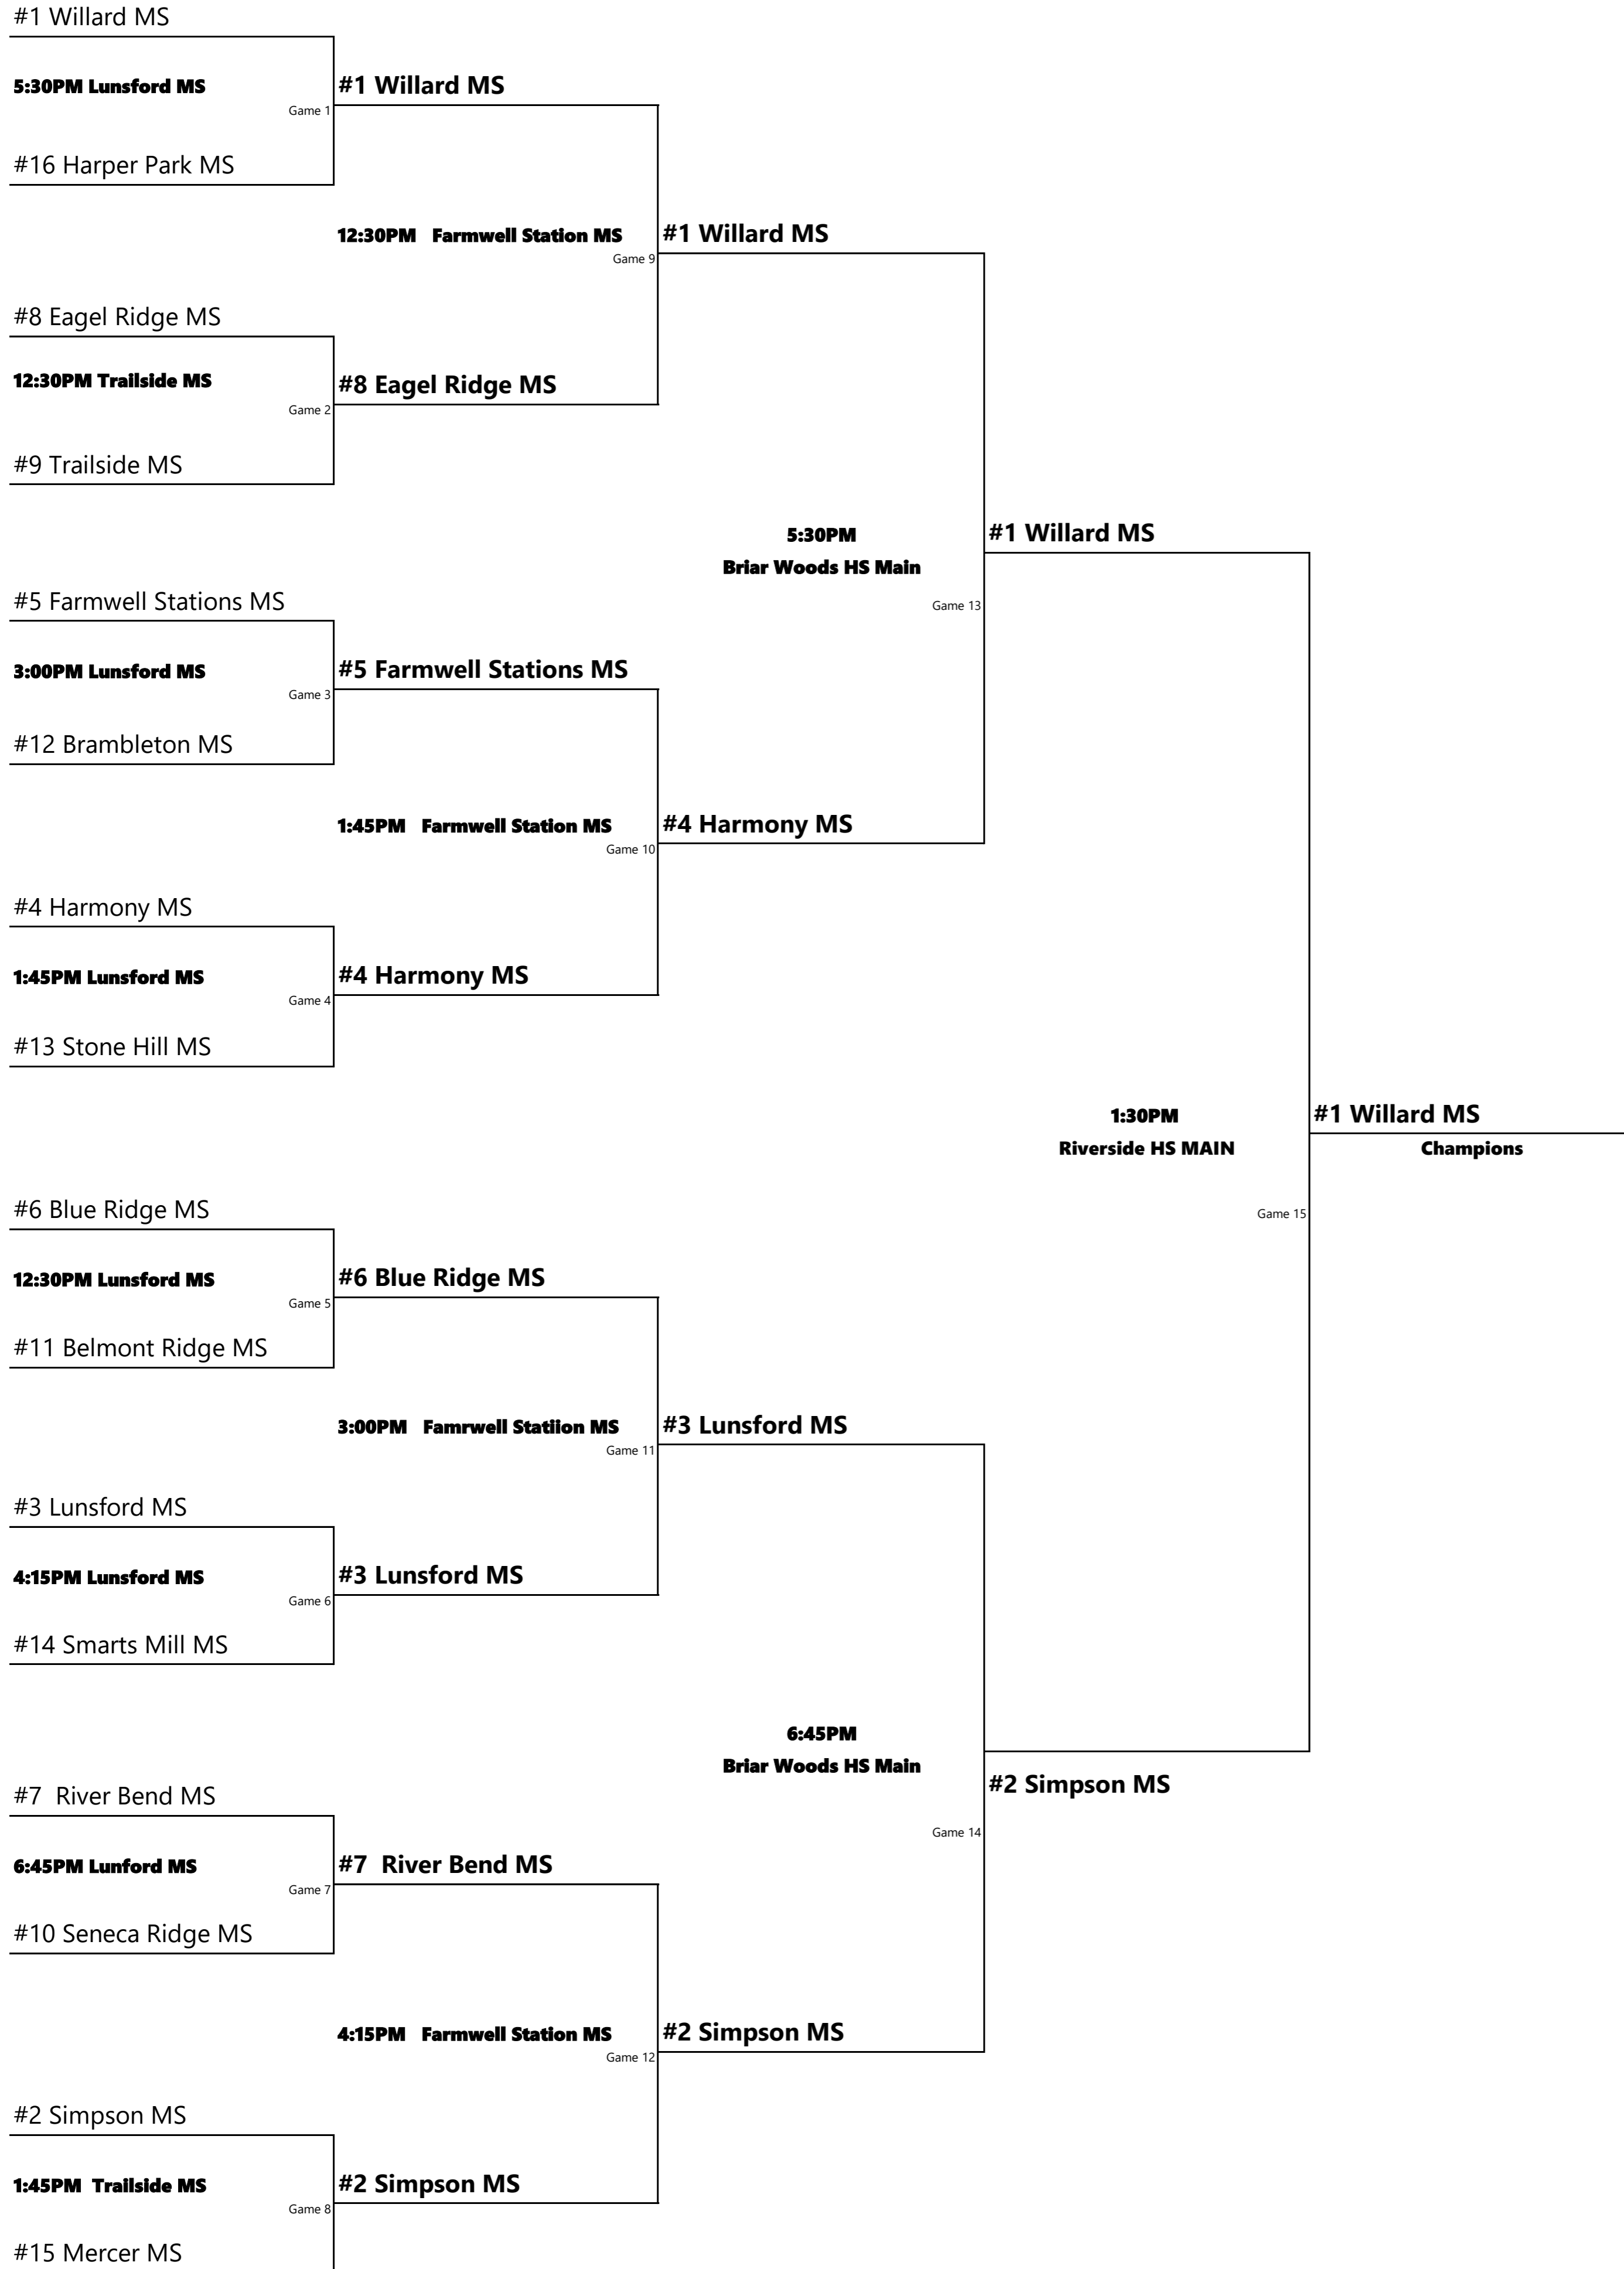 #1 Willard MS
5:30PM Lunsford MS
#1 Willard MS
Game 1
#16 Harper Park MS
12:30PM   Farmwell Station MS
#1 Willard MS
Game 9
#8 Eagel Ridge MS
12:30PM Trailside MS
#8 Eagel Ridge MS
Game 2
#9 Trailside MS
5:30PM
#1 Willard MS
Briar Woods HS Main
Game 13
#5 Farmwell Stations MS
3:00PM Lunsford MS
#5 Farmwell Stations MS
Game 3
#12 Brambleton MS
1:45PM   Farmwell Station MS
#4 Harmony MS
Game 10
#4 Harmony MS
1:45PM Lunsford MS
#4 Harmony MS
Game 4
#13 Stone Hill MS
1:30PM
#1 Willard MS
Riverside HS MAIN
Champions
Game 15
#6 Blue Ridge MS
12:30PM Lunsford MS
#6 Blue Ridge MS
Game 5
#11 Belmont Ridge MS
3:00PM   Famrwell Statiion MS
#3 Lunsford MS
Game 11
#3 Lunsford MS
4:15PM Lunsford MS
#3 Lunsford MS
Game 6
#14 Smarts Mill MS
6:45PM
Briar Woods HS Main
#2 Simpson MS
Game 14
#7  River Bend MS
6:45PM Lunford MS
#7  River Bend MS
Game 7
#10 Seneca Ridge MS
4:15PM   Farmwell Station MS
#2 Simpson MS
Game 12
#2 Simpson MS
1:45PM  Trailside MS
#2 Simpson MS
Game 8
#15 Mercer MS